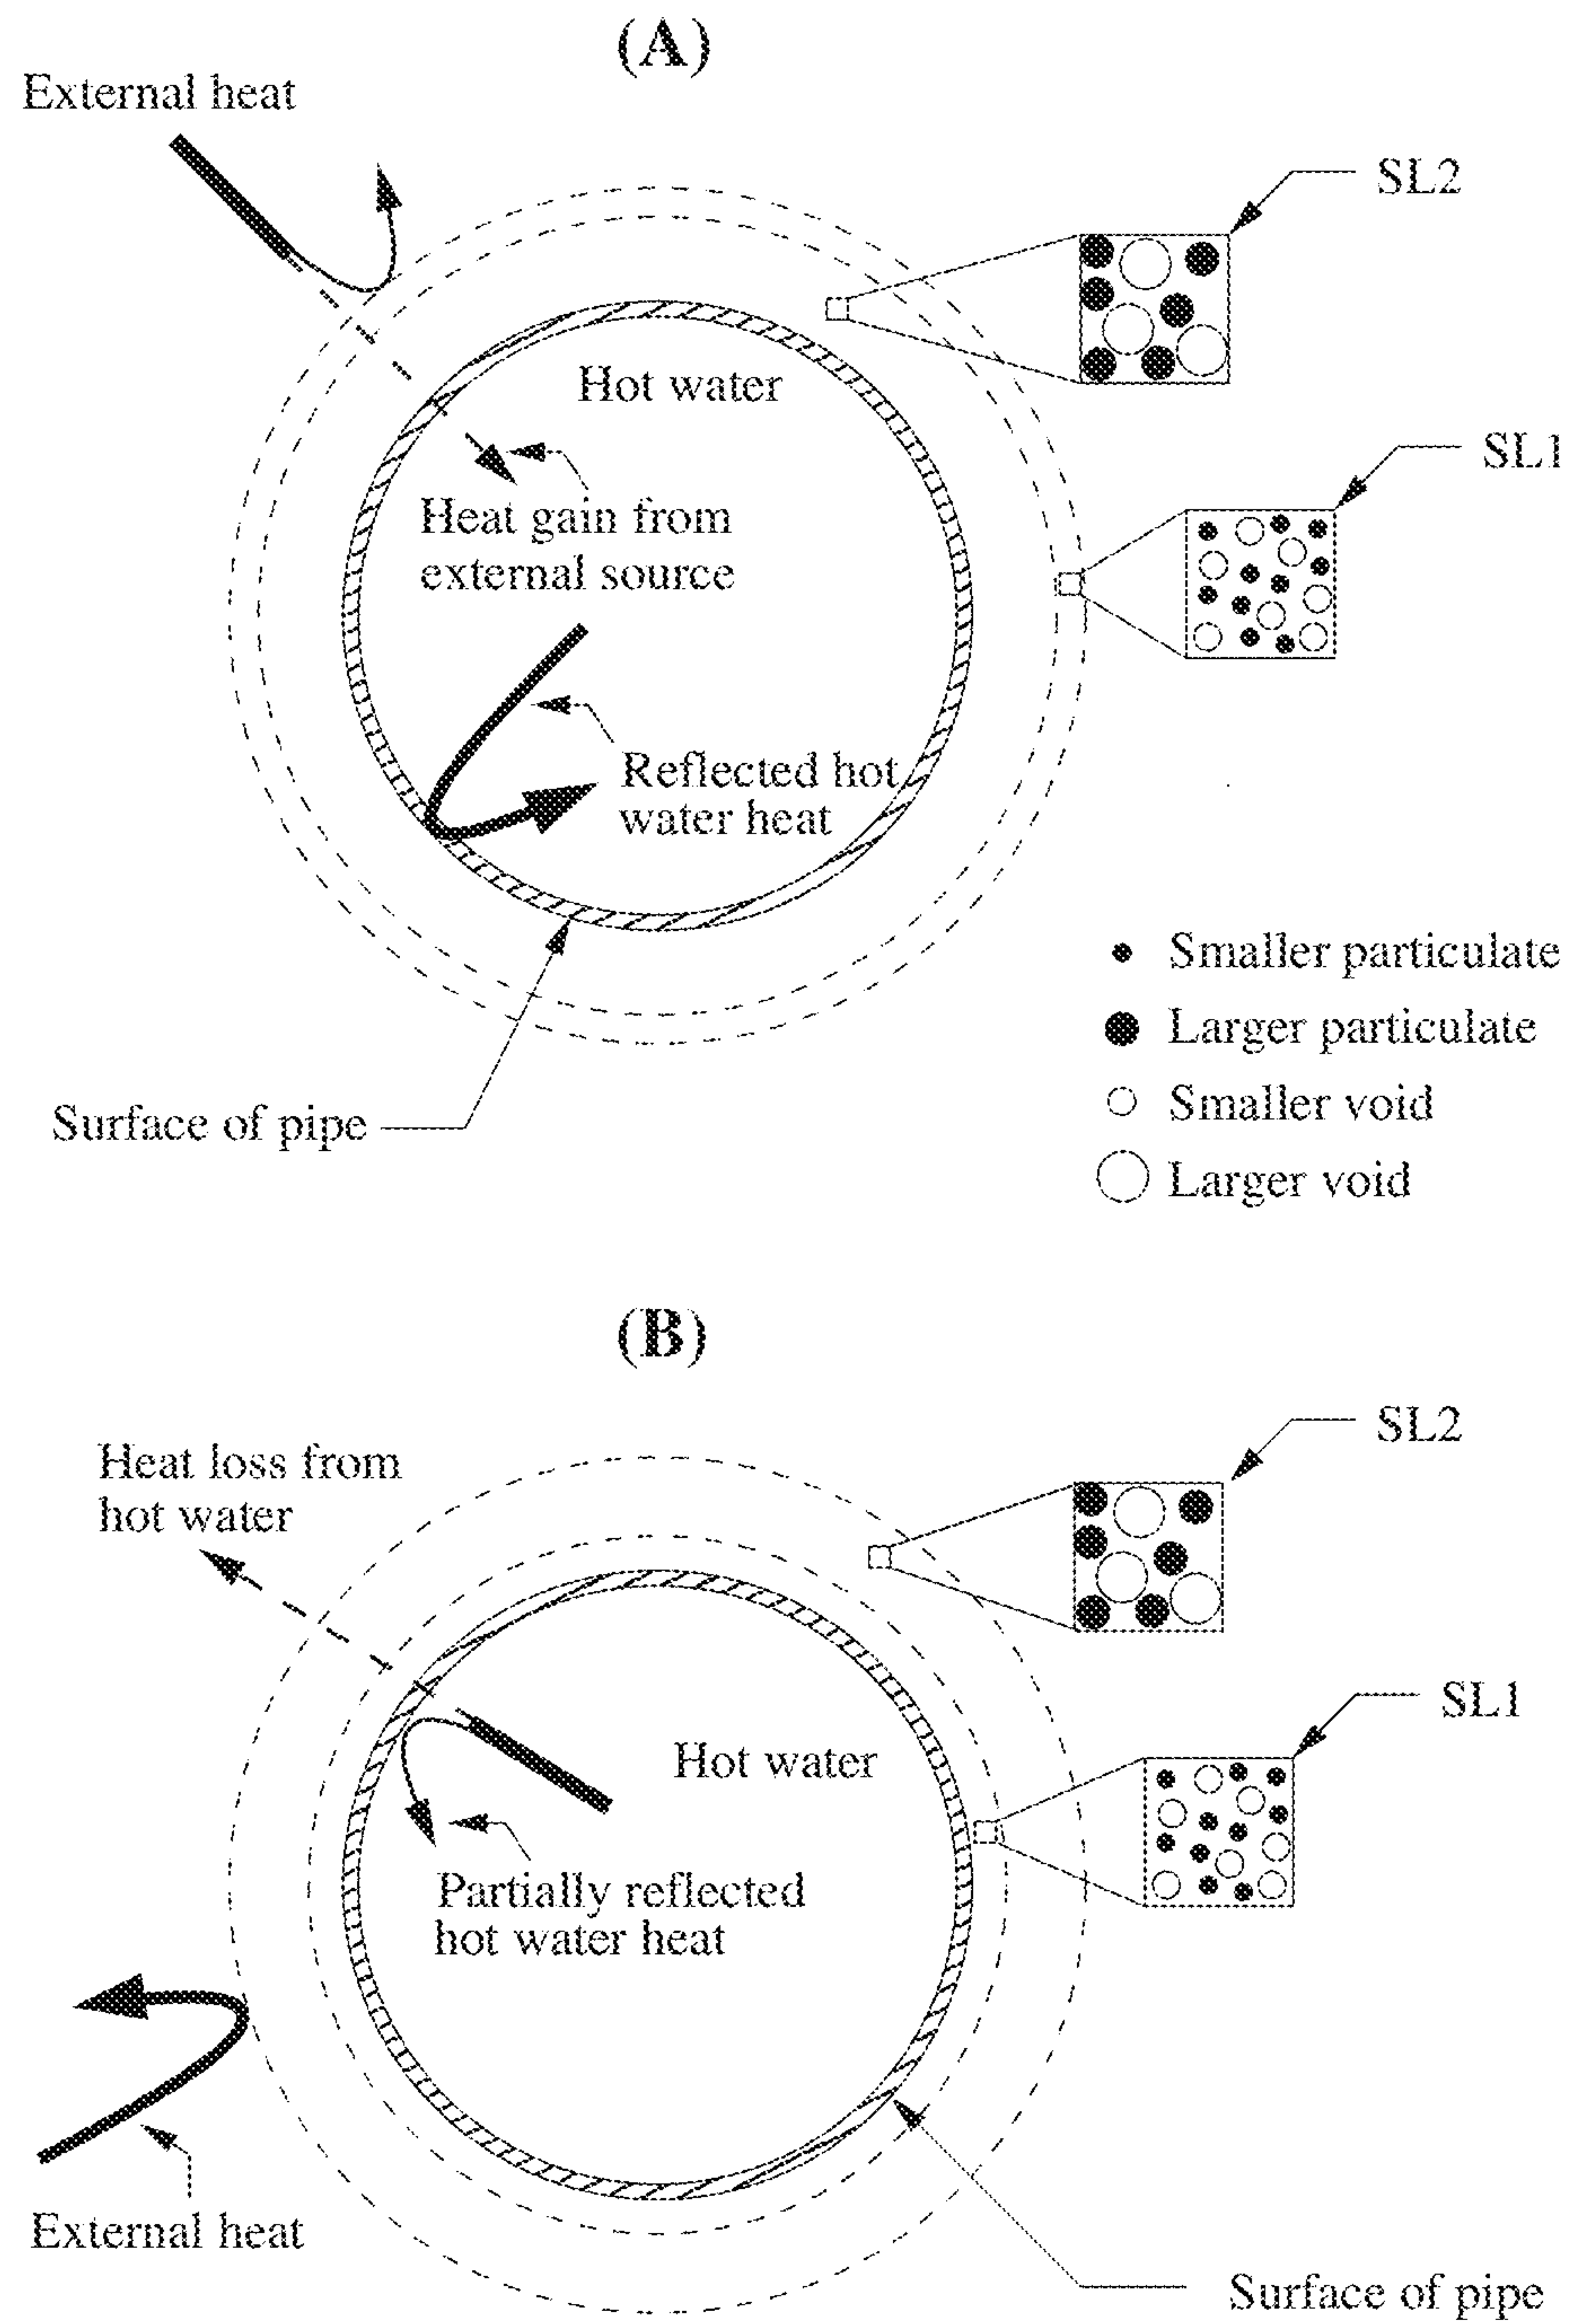 (A)
External heat
SL2
Hot water
SL1
Heat gain from
external source
Reflected hot
water heat
Smaller particulate
Larger particulate
Smaller void
Larger void
Surface of pipe
(B)
SL2
Heat loss from
hot water
SL1
Hot water
Partially reflected
hot water heat
External heat
Surface of pipe